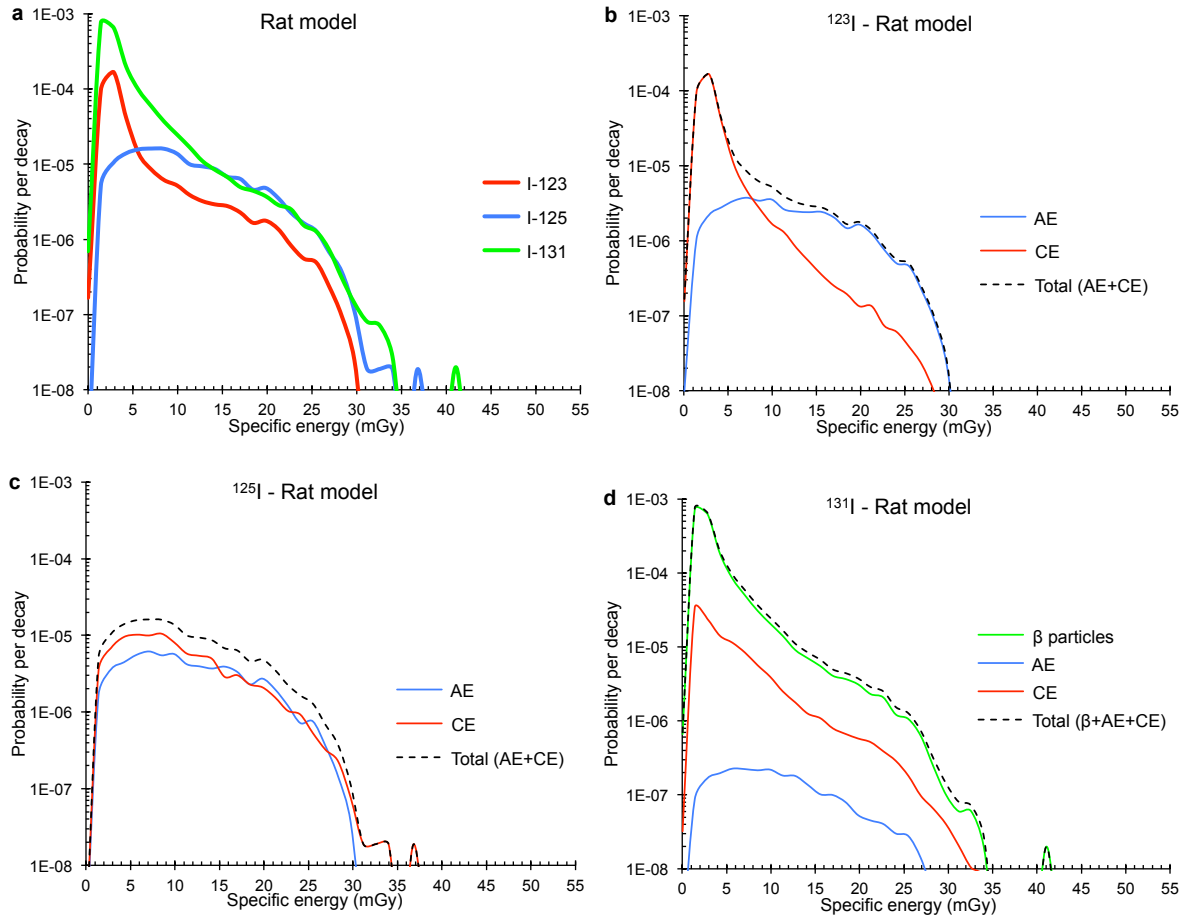 a
Rat model
1E-03
1E-04
1E-05
1E-06
1E-07
1E-08
Probability per decay
I-123
I-125
I-131
0 5 10 15 20 25 30 35 40 45 50 55
Specific energy (mGy)
b
¹²³I - Rat model
1E-03
1E-04
1E-05
1E-06
1E-07
1E-08
Probability per decay
AE
CE
Total (AE+CE)
0 5 10 15 20 25 30 35 40 45 50 55
Specific energy (mGy)
c
¹²⁵I - Rat model
1E-03
1E-04
1E-05
1E-06
1E-07
1E-08
Probability per decay
AE
CE
Total (AE+CE)
0 5 10 15 20 25 30 35 40 45 50 55
Specific energy (mGy)
d
¹³¹I - Rat model
1E-03
1E-04
1E-05
1E-06
1E-07
1E-08
Probability per decay
β particles
AE
CE
Total (β+AE+CE)
0 5 10 15 20 25 30 35 40 45 50 55
Specific energy (mGy)